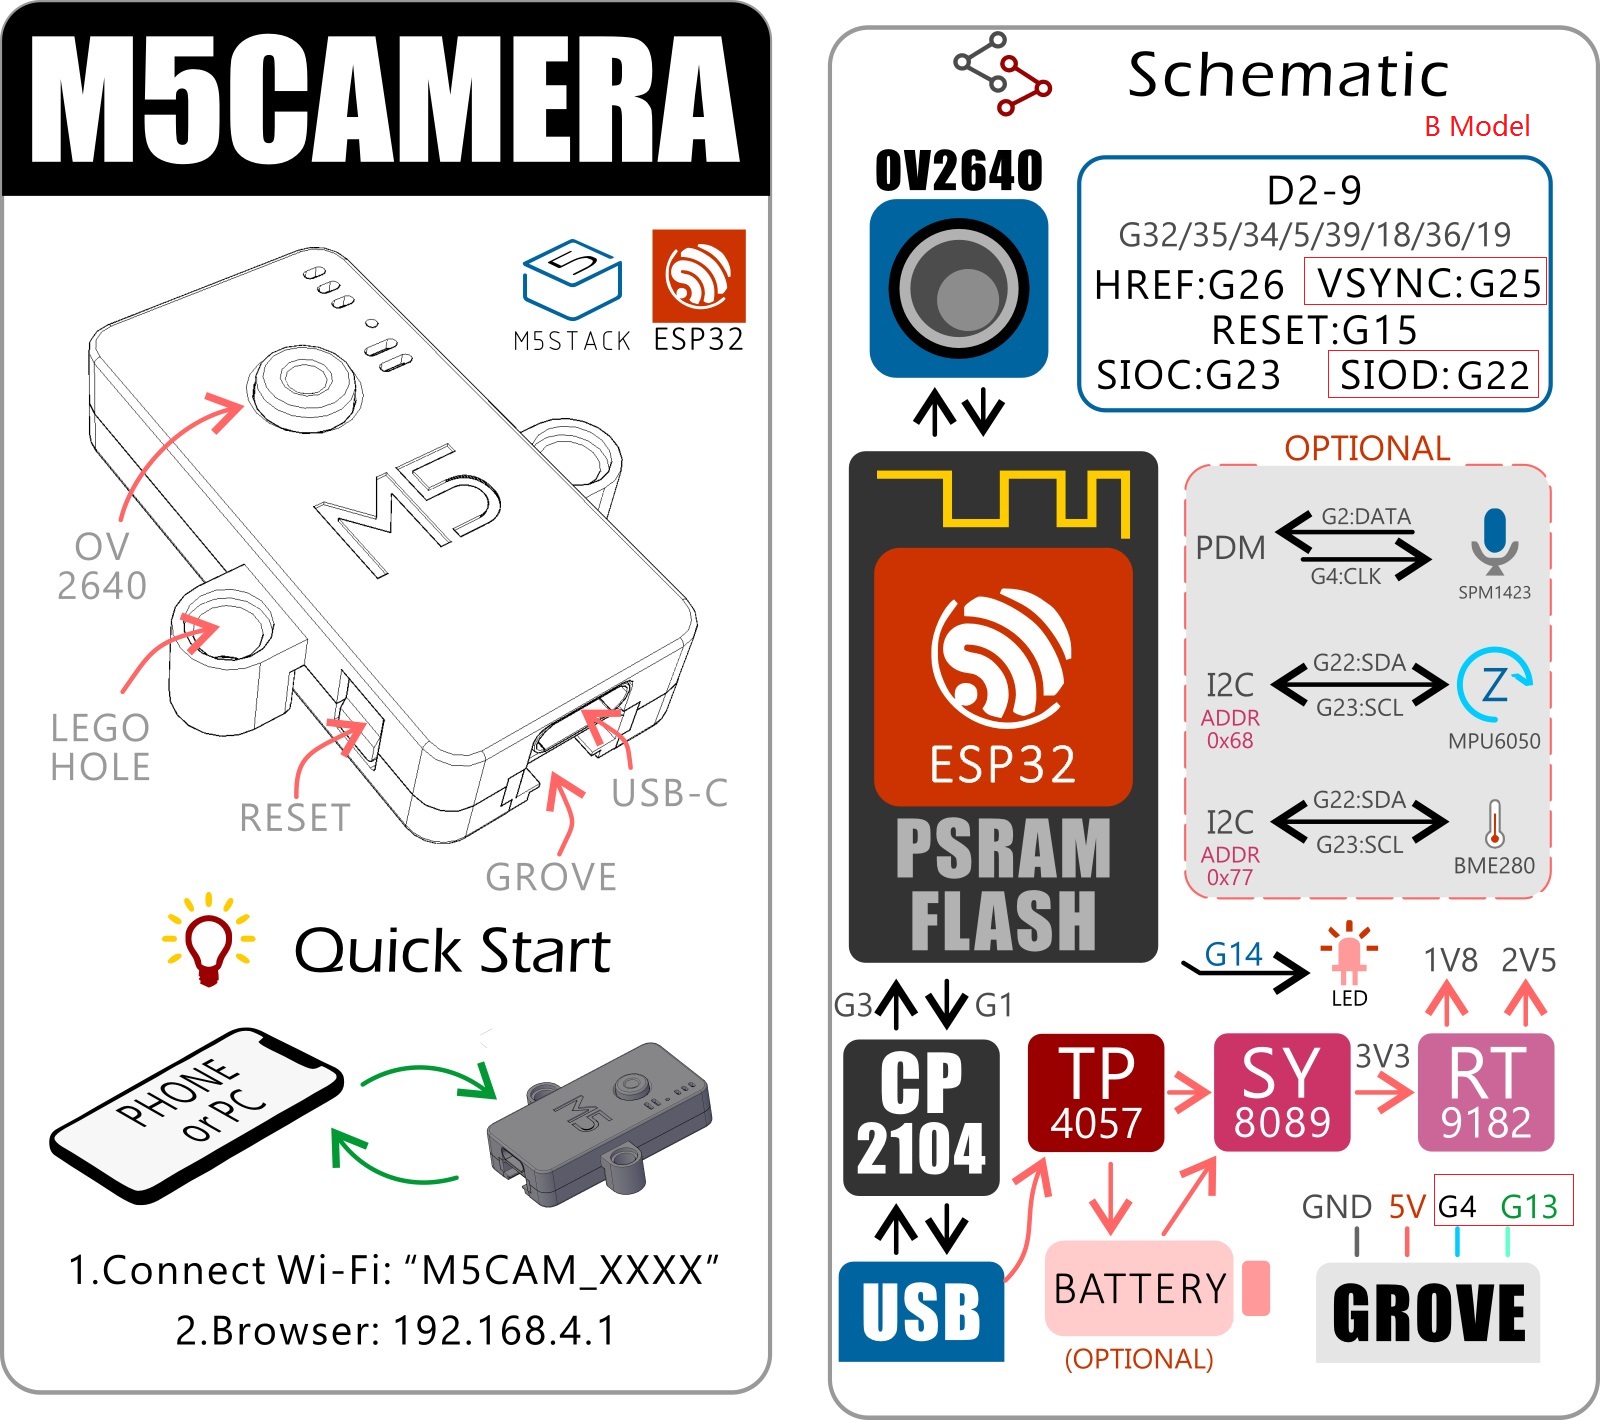 M5CAMERA
5
M5STACK
ESP32
M5
OV
2640
LEGO
HOLE
RESET
USB-C
GROVE
Quick Start
PHONE
or PC
M5
1.Connect Wi-Fi: “M5CAM_XXXX”
2.Browser: 192.168.4.1
Schematic
B Model
OV2640
D2-9
G32/35/34/5/39/18/36/19
HREF:G26 VSYNC:G25
RESET:G15
SIOC:G23 SIOD:G22
OPTIONAL
PDM
G2:DATA
G4:CLK
SPM1423
I2C
ADDR
0x68
G22:SDA
G23:SCL
Z
MPU6050
I2C
ADDR
0x77
G22:SDA
G23:SCL
BME280
ESP32
PSRAM
FLASH
G14
LED
1V8 2V5
G3 G1
CP
2104
TP
4057
SY
8089
3V3
RT
9182
USB
BATTERY
(OPTIONAL)
GND 5V G4 G13
GROVE